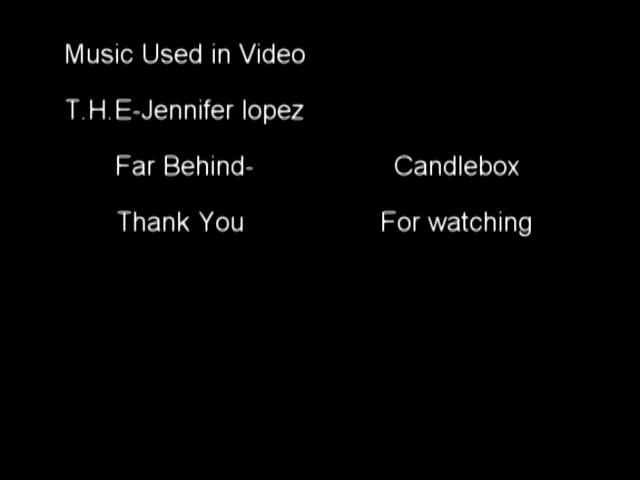 Music Used in Video
T.H.E-Jennifer lopez
Far Behind- Candlebox
Thank You For watching